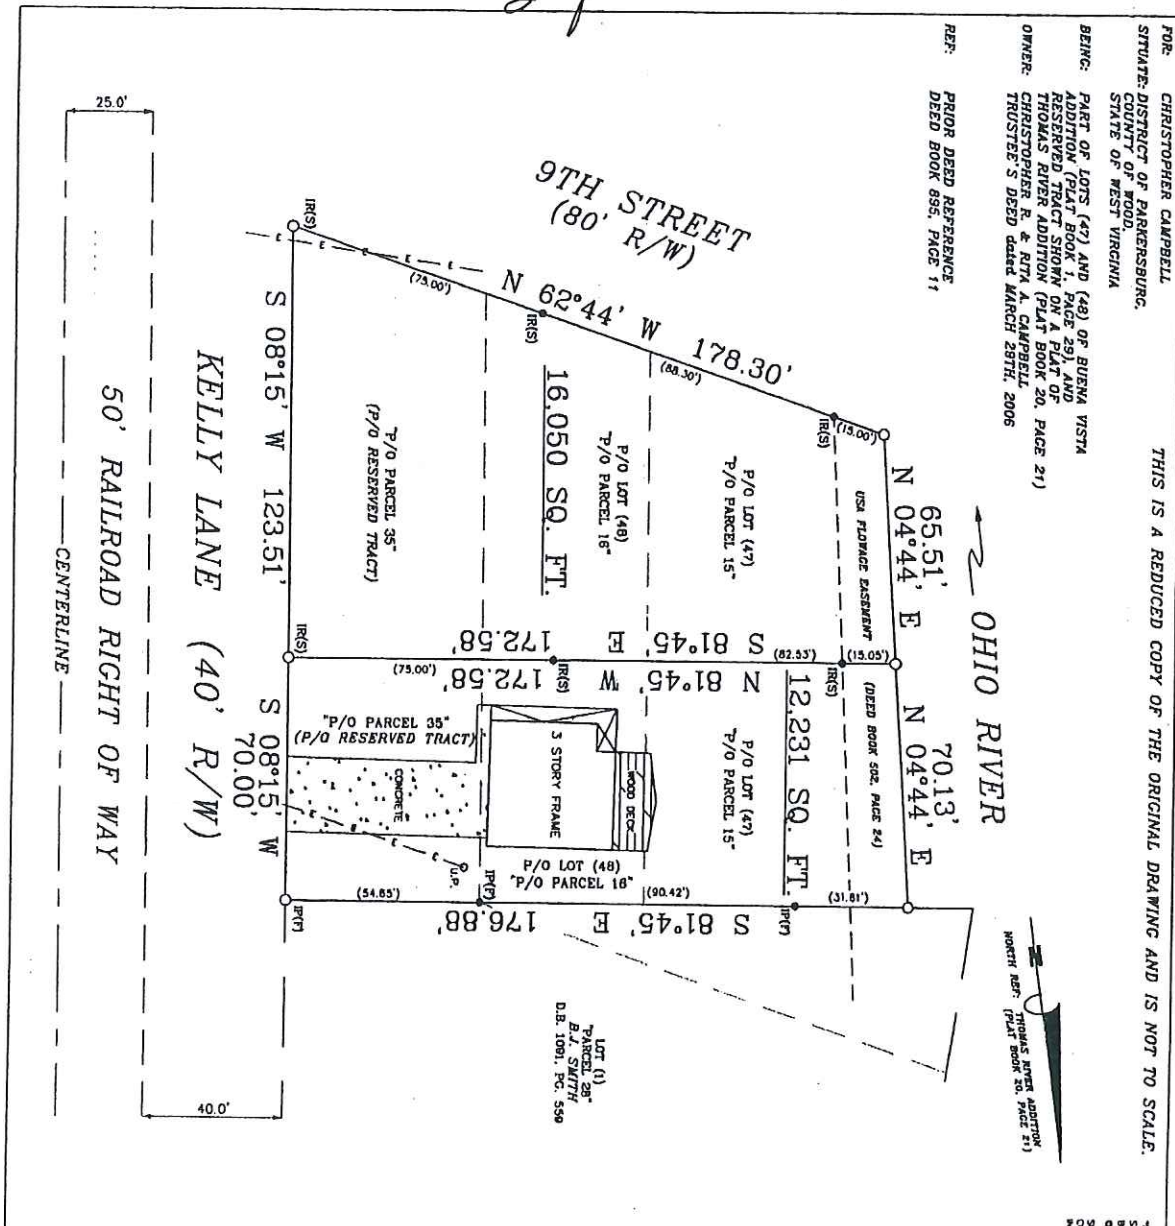 FOR: CHRISTOPHER CAMPBELL
SITUATE: DISTRICT OF PARKERSBURG,
COUNTY OF WOOD,
STATE OF WEST VIRGINIA
BEING: PART OF LOTS (47) AND (48) OF BUENA VISTA
ADDITION (PLAT BOOK 1, PAGE 29), AND
RESERVED TRACT SHOWN ON A PLAT OF
THOMAS RIVER ADDITION (PLAT BOOK 20, PAGE 21)
OWNER: CHRISTOPHER R. & RITA A. CAMPBELL
TRUSTEE'S DEED dated MARCH 29TH, 2006
REF: PRIOR DEED REFERENCE
DEED BOOK 895, PAGE 11
THIS IS A REDUCED COPY OF THE ORIGINAL DRAWING AND IS NOT TO SCALE.
OHIO RIVER
N
NORTH REF: THOMAS RIVER ADDITION
(PLAT BOOK 20, PAGE 21)
9TH STREET
(80' R/W)
N 62°44' W 178.30'
(75.00')
(88.30')
(15.00')
IR(S)
IR(S)
IR(S)
65.51'
N 04°44' E
70.13'
N 04°44' E
USA FLOWAGE EASEMENT
(DEED BOOK 502, PAGE 24)
P/O LOT (47)
"P/O PARCEL 15"
P/O LOT (48)
"P/O PARCEL 16"
16,050 SQ. FT.
"P/O PARCEL 35"
(P/O RESERVED TRACT)
S 81°45' E 172.58'
N 81°45' W 172.58'
(75.00')
(82.53')
(15.05')
IR(S)
IR(S)
IR(S)
P/O LOT (47)
"P/O PARCEL 15"
12,231 SQ. FT.
WOOD DECK
3 STORY FRAME
P/O LOT (48)
"P/O PARCEL 16"
"P/O PARCEL 35"
(P/O RESERVED TRACT)
CONCRETE
U.P.
E E E E E
E E E
(54.85')
(90.42')
(31.61')
IP(F)
IP(F)
IP(F)
S 81°45' E 176.88'
LOT (1)
"PARCEL 28"
B.J. SMITH
D.B. 1091, PG. 559
S 08°15' W 123.51'
S 08°15' W
70.00'
KELLY LANE (40' R/W)
50' RAILROAD RIGHT OF WAY
CENTERLINE
25.0'
40.0'